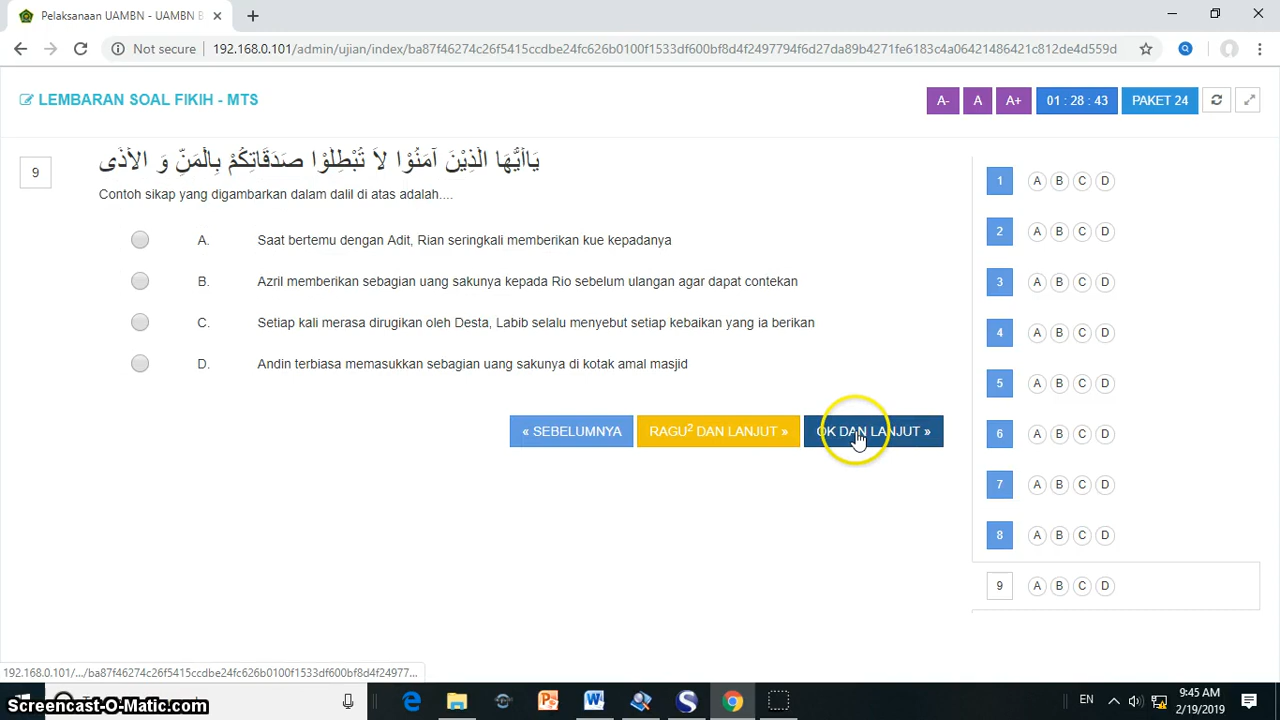 Pelaksanaan UAMBN - UAMBN B
Not secure
192.168.0.101/admin/ujian/index/ba87f46274c26f5415ccdbe24fc626b0100f1533df600bf8d4f2497794f6d27da89b4271fe6183c4a06421486421c812de4d559d
LEMBARAN SOAL FIKIH - MTS
A- A A+ 01 : 28 : 43 PAKET 24
9
يَاأَيُّهَا الَّذِيْنَ آمَنُوْا لاَ تُبْطِلُوْا صَدَقَاتِكُمْ بِالْمَنِّ وَ الأَذَى
Contoh sikap yang digambarkan dalam dalil di atas adalah....
A. Saat bertemu dengan Adit, Rian seringkali memberikan kue kepadanya
B. Azril memberikan sebagian uang sakunya kepada Rio sebelum ulangan agar dapat contekan
C. Setiap kali merasa dirugikan oleh Desta, Labib selalu menyebut setiap kebaikan yang ia berikan
D. Andin terbiasa memasukkan sebagian uang sakunya di kotak amal masjid
« SEBELUMNYA RAGU² DAN LANJUT » OK DAN LANJUT »
1 A B C D
2 A B C D
3 A B C D
4 A B C D
5 A B C D
6 A B C D
7 A B C D
8 A B C D
9 A B C D
192.168.0.101/.../ba87f46274c26f5415ccdbe24fc626b0100f1533df600bf8d4f24977...
Screencast-O-Matic.com
EN
9:45 AM
2/19/2019